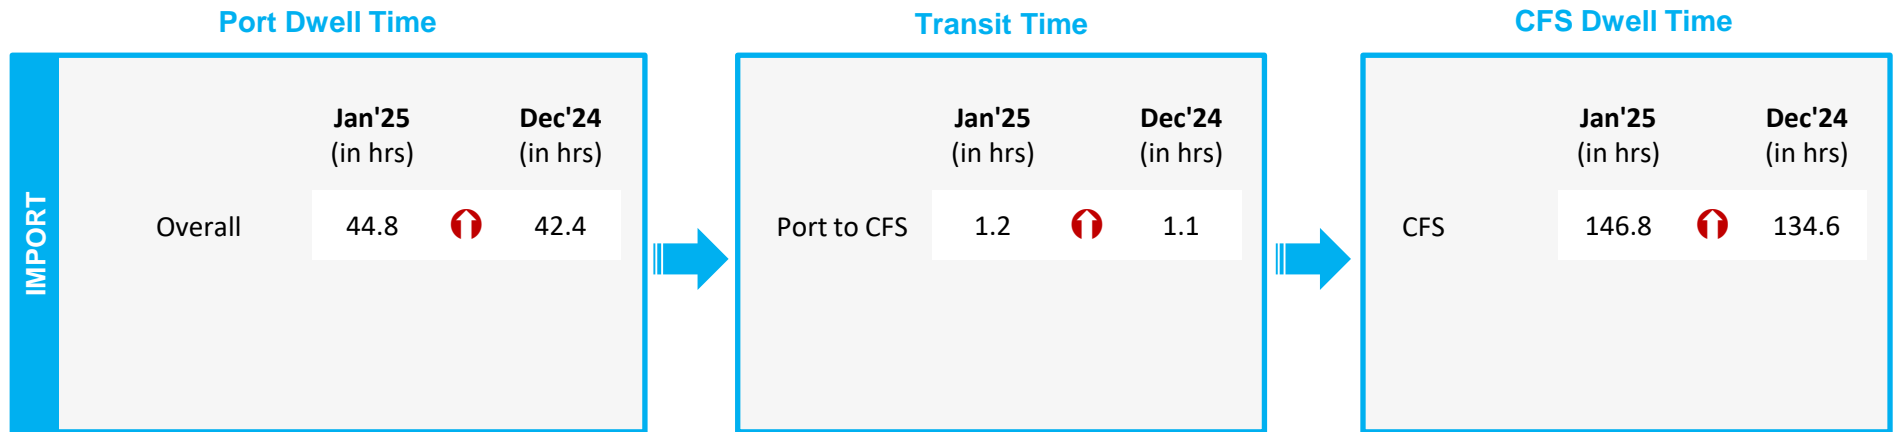 Port Dwell Time
Transit Time
CFS Dwell Time
IMPORT
Jan'25 Dec'24
(in hrs) (in hrs)
Overall 44.8 42.4
Jan'25 Dec'24
(in hrs) (in hrs)
Port to CFS 1.2 1.1
Jan'25 Dec'24
(in hrs) (in hrs)
CFS 146.8 134.6